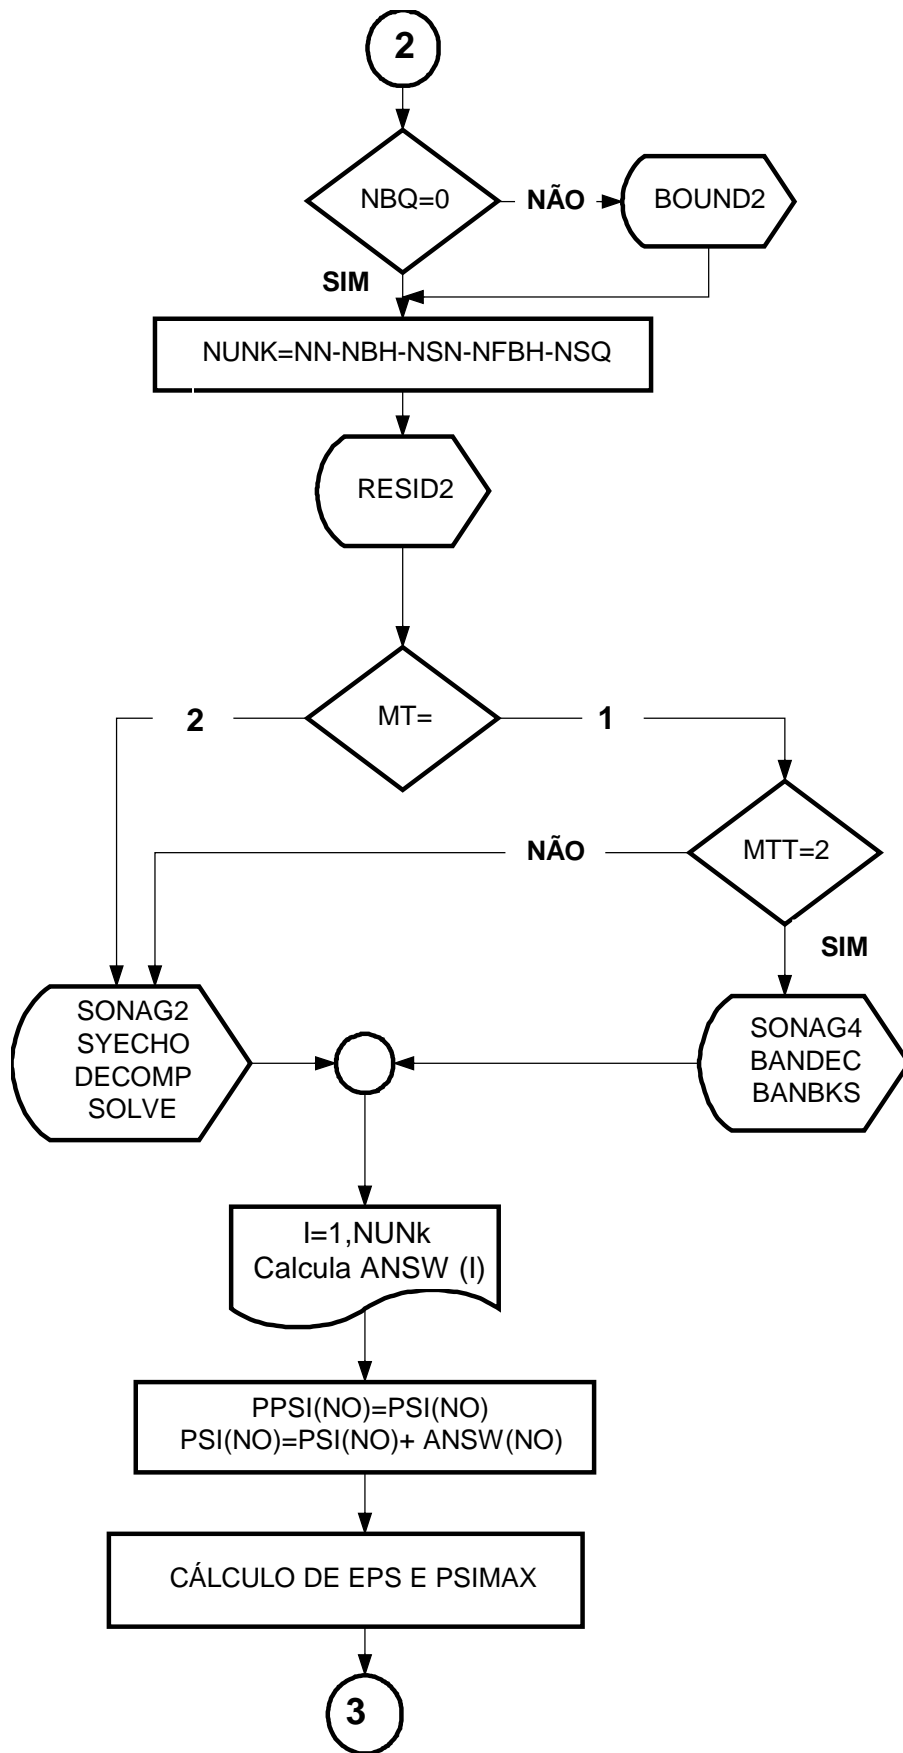 2
NBQ=0
NÃO
BOUND2
SIM
NUNK=NN-NBH-NSN-NFBH-NSQ
RESID2
MT=
2
1
MTT=2
NÃO
SIM
SONAG2
SYECHO
DECOMP
SOLVE
SONAG4
BANDEC
BANBKS
I=1,NUNk
Calcula ANSW (I)
PPSI(NO)=PSI(NO)
PSI(NO)=PSI(NO)+ ANSW(NO)
CÁLCULO DE EPS E PSIMAX
3